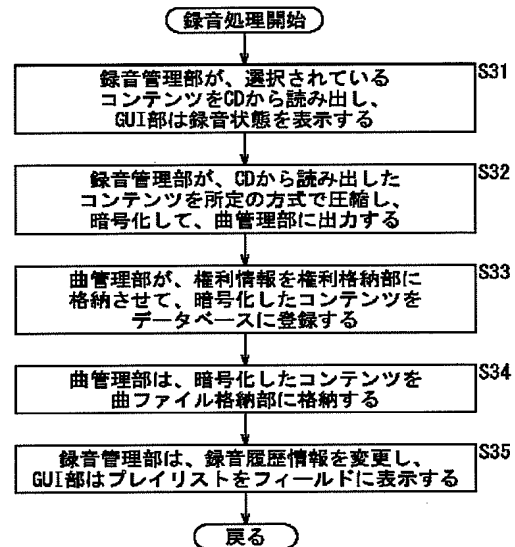 録音処理開始
S31
録音管理部が、選択されている
コンテンツをCDから読み出し、
GUI部は録音状態を表示する
S32
録音管理部が、CDから読み出した
コンテンツを所定の方式で圧縮し、
暗号化して、曲管理部に出力する
S33
曲管理部が、権利情報を権利格納部に
格納させて、暗号化したコンテンツを
データベースに登録する
S34
曲管理部は、暗号化したコンテンツを
曲ファイル格納部に格納する
S35
録音管理部は、録音履歴情報を変更し、
GUI部はプレイリストをフィールドに表示する
戻る